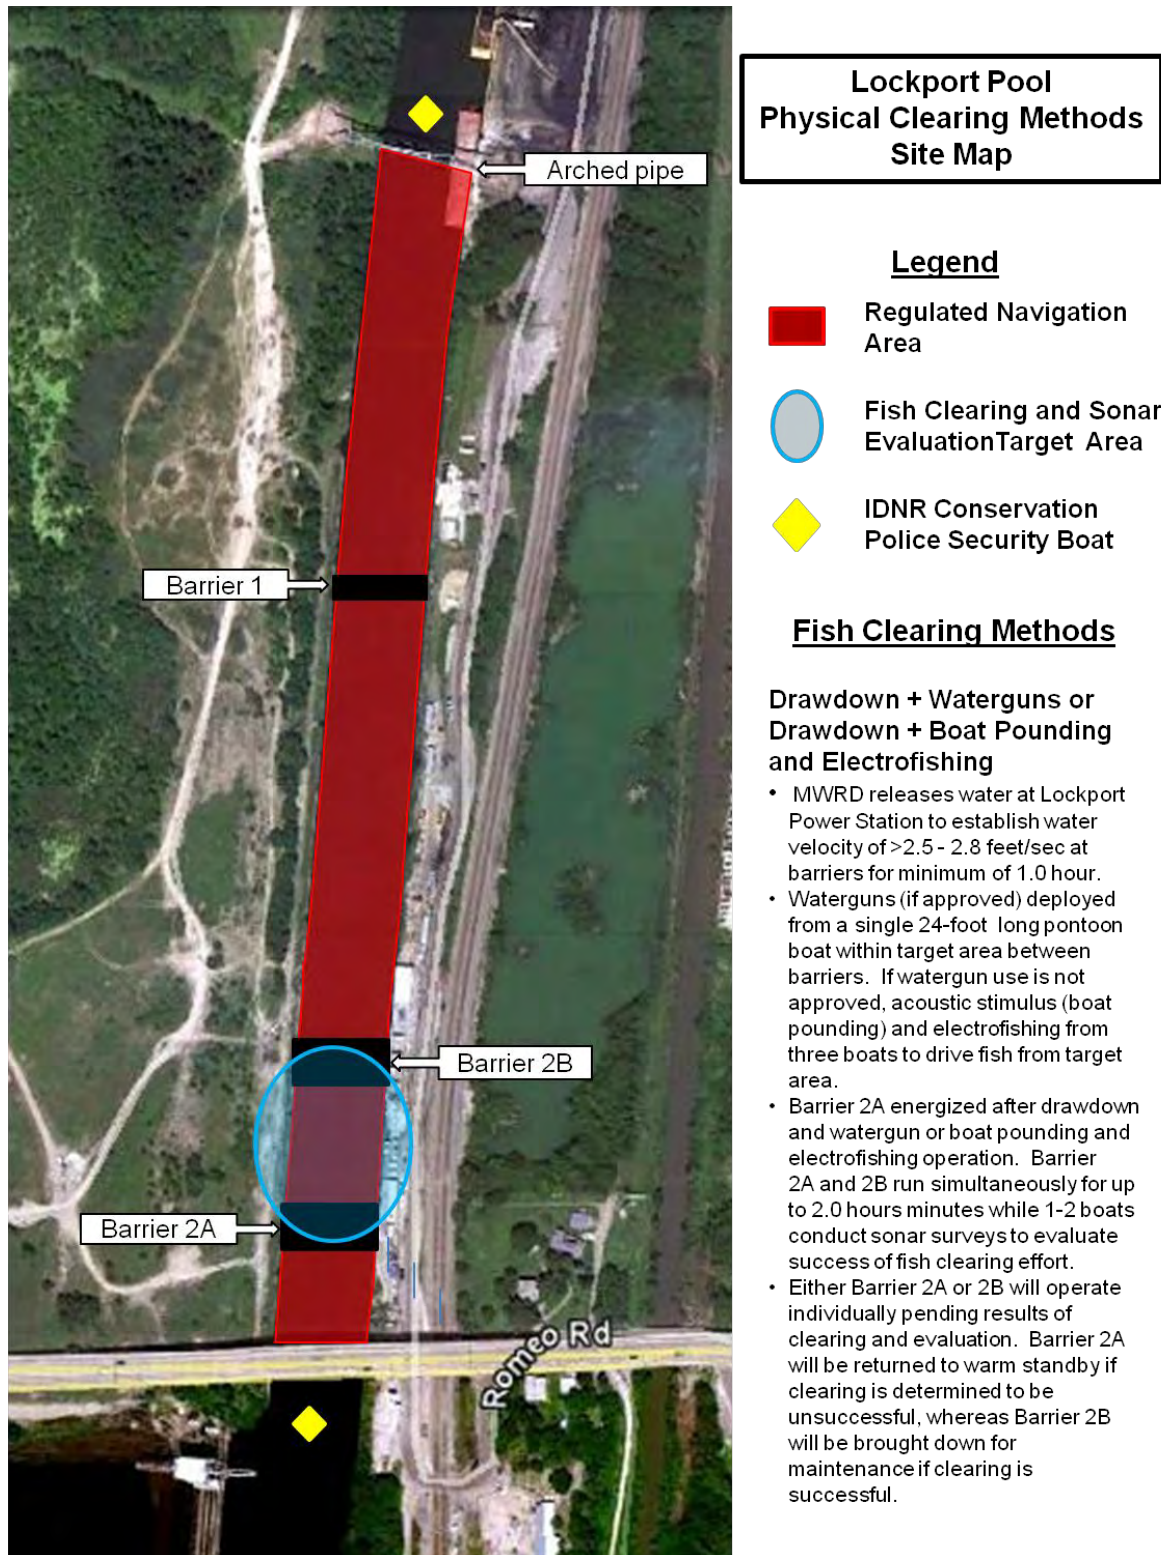 Lockport Pool
Physical Clearing Methods
Site Map
Arched pipe
Legend
Regulated Navigation
Area
Fish Clearing and Sonar
EvaluationTarget Area
IDNR Conservation
Police Security Boat
Barrier 1
Barrier 2B
Barrier 2A
Romeo Rd
Fish Clearing Methods
Drawdown + Waterguns or
Drawdown + Boat Pounding
and Electrofishing
• MWRD releases water at Lockport
Power Station to establish water
velocity of >2.5 - 2.8 feet/sec at
barriers for minimum of 1.0 hour.
• Waterguns (if approved) deployed
from a single 24-foot long pontoon
boat within target area between
barriers. If watergun use is not
approved, acoustic stimulus (boat
pounding) and electrofishing from
three boats to drive fish from target
area.
• Barrier 2A energized after drawdown
and watergun or boat pounding and
electrofishing operation. Barrier
2A and 2B run simultaneously for up
to 2.0 hours minutes while 1-2 boats
conduct sonar surveys to evaluate
success of fish clearing effort.
• Either Barrier 2A or 2B will operate
individually pending results of
clearing and evaluation. Barrier 2A
will be returned to warm standby if
clearing is determined to be
unsuccessful, whereas Barrier 2B
will be brought down for
maintenance if clearing is
successful.